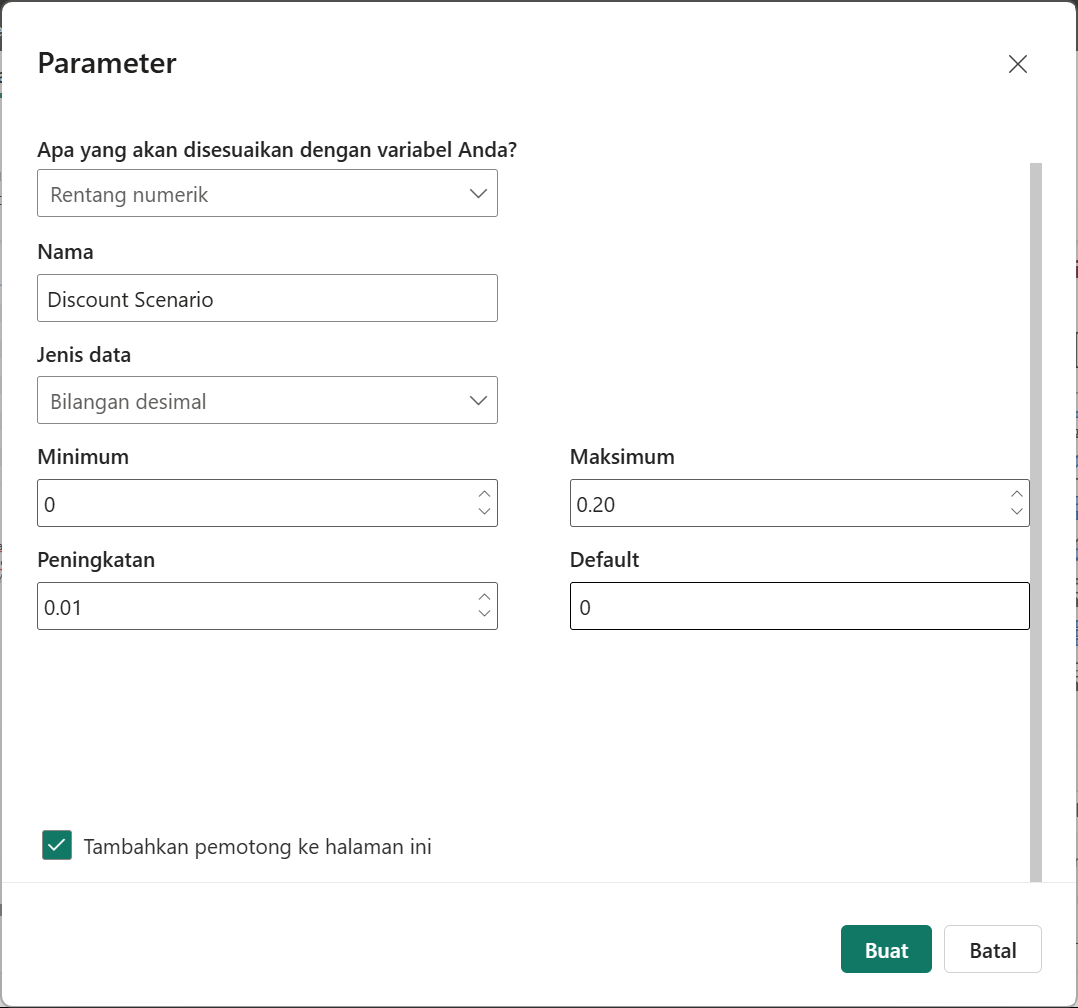 Parameter
Apa yang akan disesuaikan dengan variabel Anda?
Rentang numerik
Nama
Discount Scenario
Jenis data
Bilangan desimal
Minimum
Maksimum
0
0.20
Peningkatan
Default
0.01
0
Tambahkan pemotong ke halaman ini
Buat
Batal